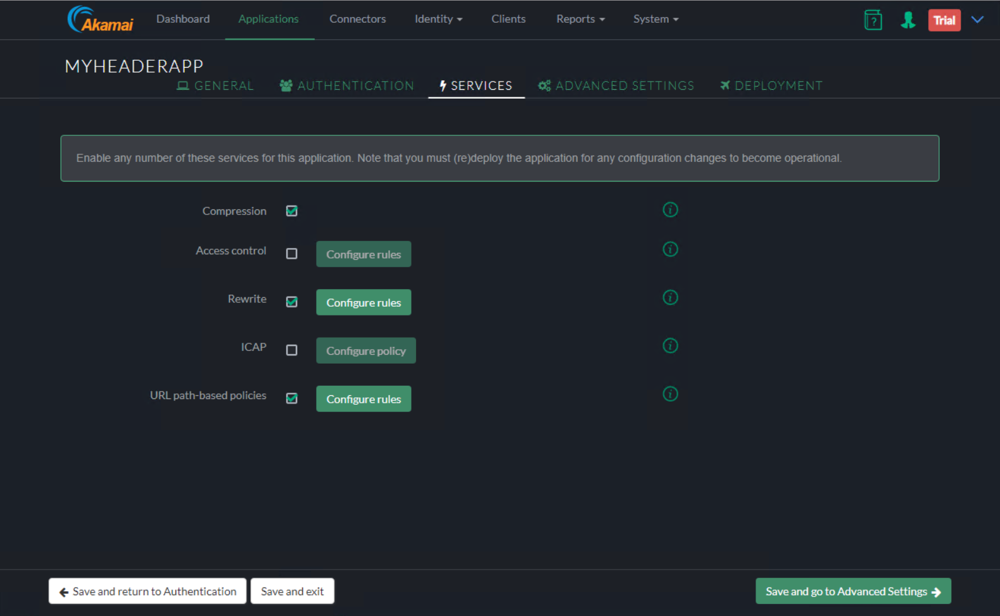 Akamai Dashboard Applications Connectors Identity Clients Reports System ? Trial
MYHEADERAPP
GENERAL AUTHENTICATION SERVICES ADVANCED SETTINGS DEPLOYMENT
Enable any number of these services for this application. Note that you must (re)deploy the application for any configuration changes to become operational.
Compression i
Access control Configure rules i
Rewrite Configure rules i
ICAP Configure policy i
URL path-based policies Configure rules i
Save and return to Authentication Save and exit Save and go to Advanced Settings